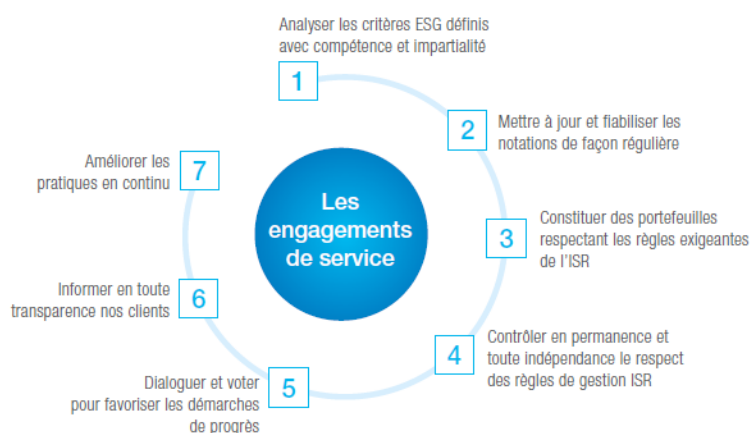 Analyser les critères ESG définis
avec compétence et impartialité
1
2
Mettre à jour et fiabiliser les
notations de façon régulière
3
Constituer des portefeuilles
respectant les règles exigeantes
de l'ISR
4
Contrôler en permanence et
toute indépendance le respect
des règles de gestion ISR
5
Dialoguer et voter
pour favoriser les démarches
de progrès
6
Informer en toute
transparence nos clients
7
Améliorer les
pratiques en continu
Les
engagements
de service